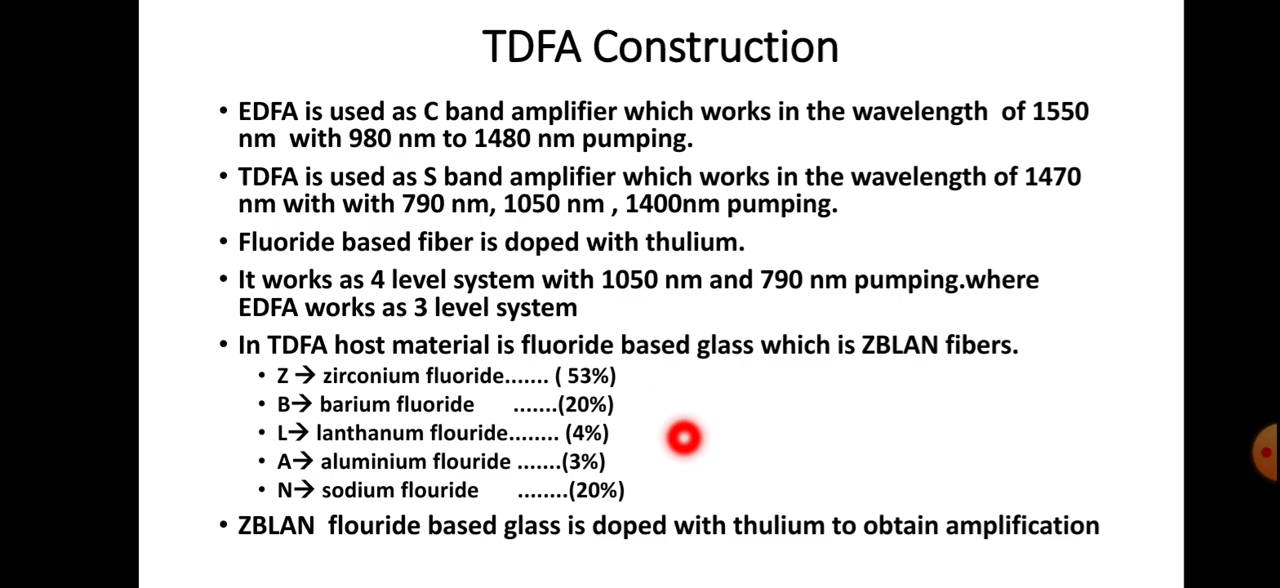 TDFA Construction
• EDFA is used as C band amplifier which works in the wavelength of 1550
nm with 980 nm to 1480 nm pumping.
• TDFA is used as S band amplifier which works in the wavelength of 1470
nm with with 790 nm, 1050 nm , 1400nm pumping.
• Fluoride based fiber is doped with thulium.
• It works as 4 level system with 1050 nm and 790 nm pumping.where
EDFA works as 3 level system
• In TDFA host material is fluoride based glass which is ZBLAN fibers.
• Z → zirconium fluoride....... ( 53%)
• B→ barium fluoride .......(20%)
• L→ lanthanum flouride........ (4%)
• A→ aluminium flouride .......(3%)
• N→ sodium flouride ........(20%)
• ZBLAN flouride based glass is doped with thulium to obtain amplification